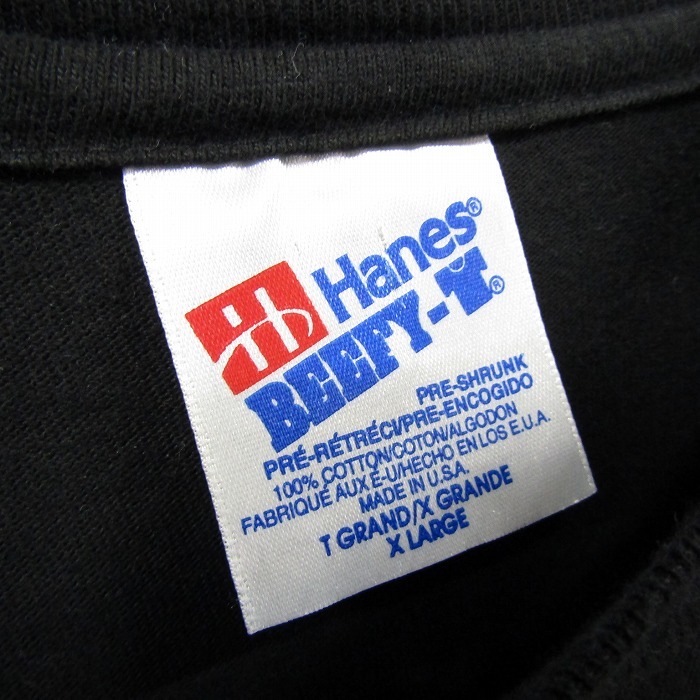 Hanes®
BEEFY-T®
PRE-SHRUNK
PRÉ-RÉTRÉCI/PRE-ENCOGIDO
100% COTTON/COTON/ALGODON
FABRIQUÉ AUX É-U/HECHO EN LOS E.U.A.
MADE IN U.S.A.
T GRAND/X GRANDE
X LARGE